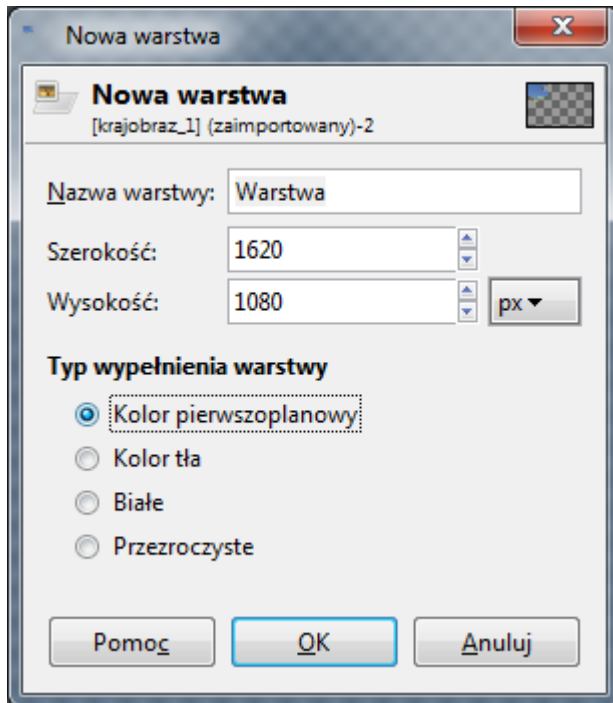 Nowa warstwa
Nowa warstwa
[krajobraz_1] (zaimportowany)-2
Nazwa warstwy: Warstwa
Szerokość: 1620
Wysokość: 1080 px
Typ wypełnienia warstwy
Kolor pierwszoplanowy
Kolor tła
Białe
Przezroczyste
Pomoc OK Anuluj